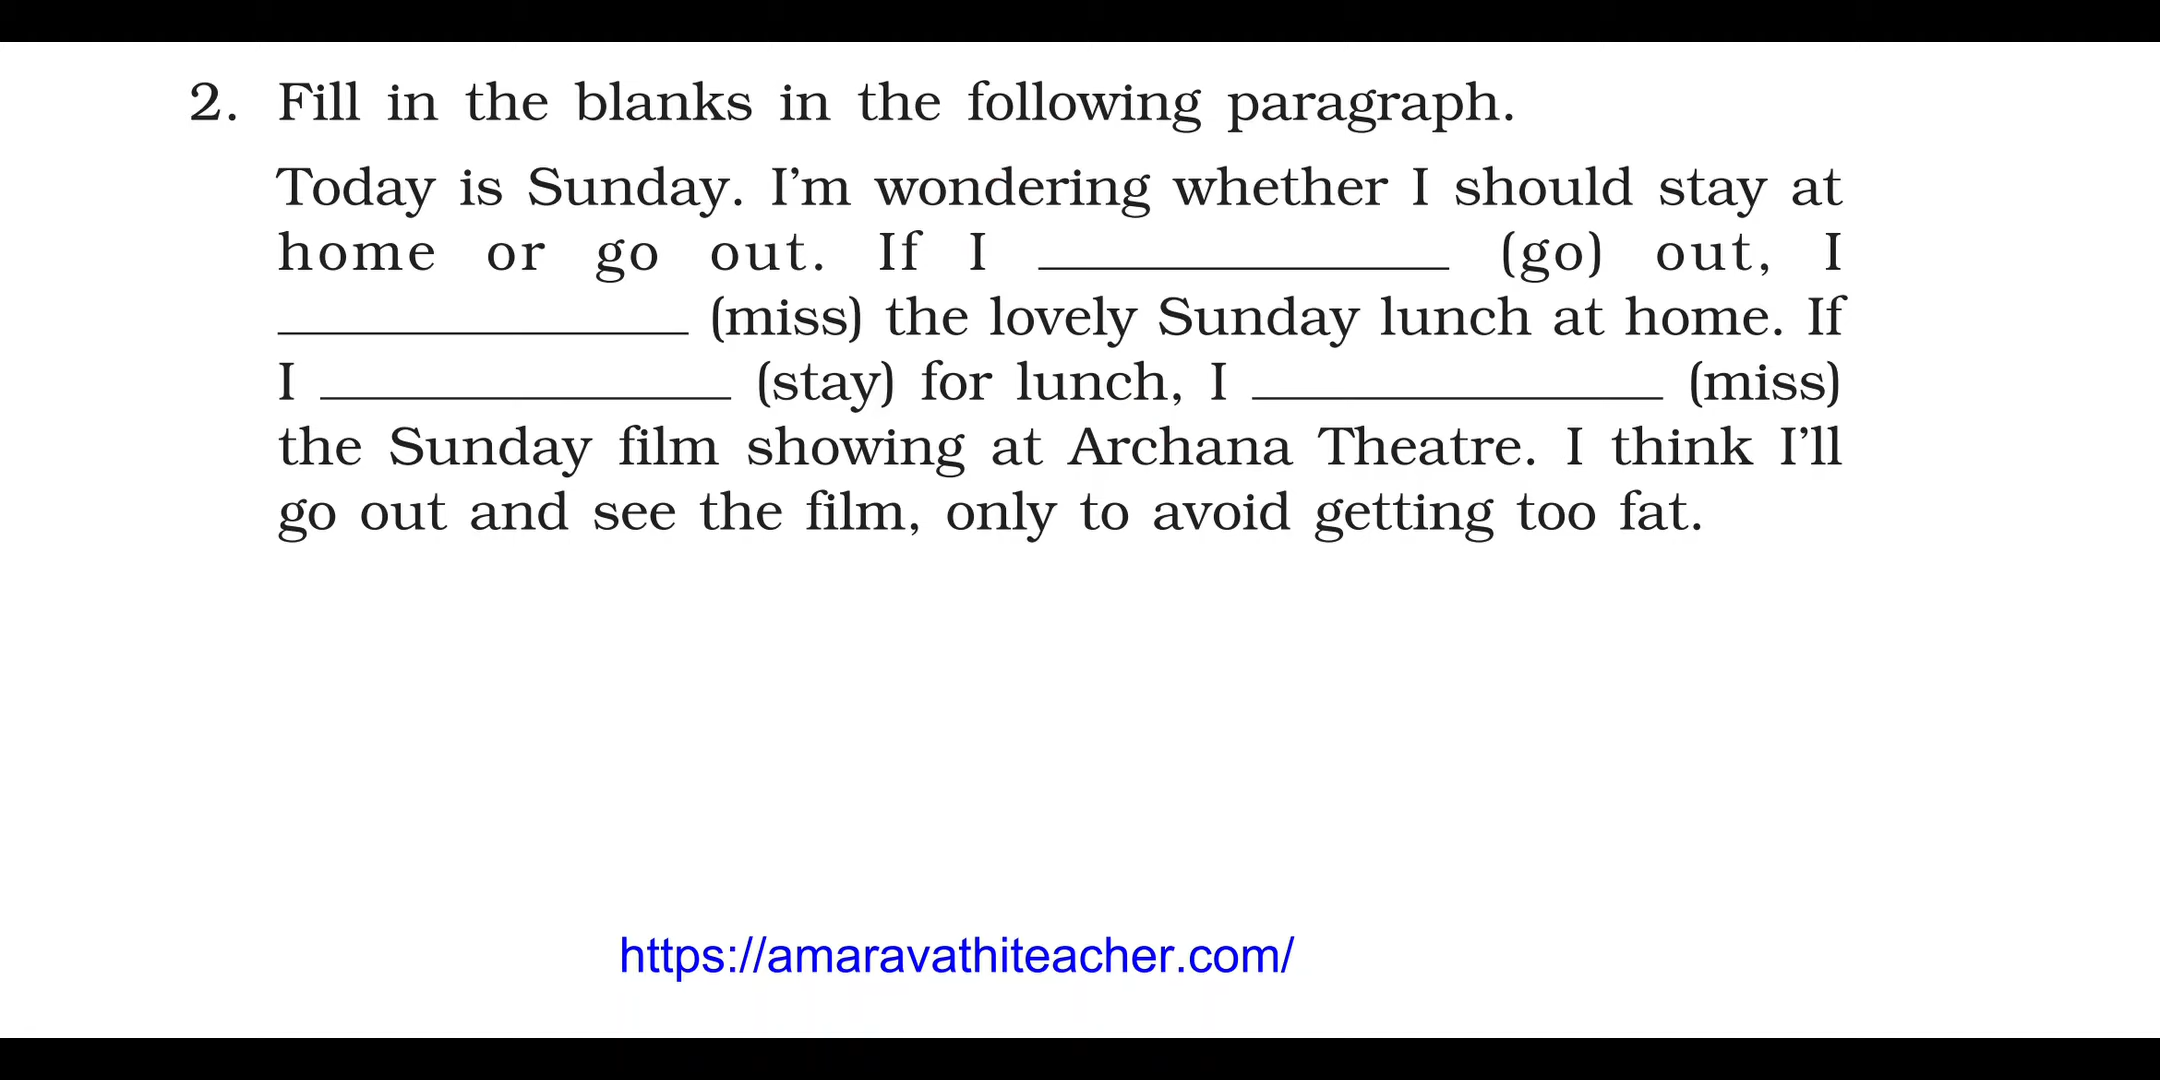 2. Fill in the blanks in the following paragraph.
Today is Sunday. I’m wondering whether I should stay at
home or go out. If I ______________ (go) out, I
______________ (miss) the lovely Sunday lunch at home. If
I ______________ (stay) for lunch, I ______________ (miss)
the Sunday film showing at Archana Theatre. I think I’ll
go out and see the film, only to avoid getting too fat.
https://amaravathiteacher.com/